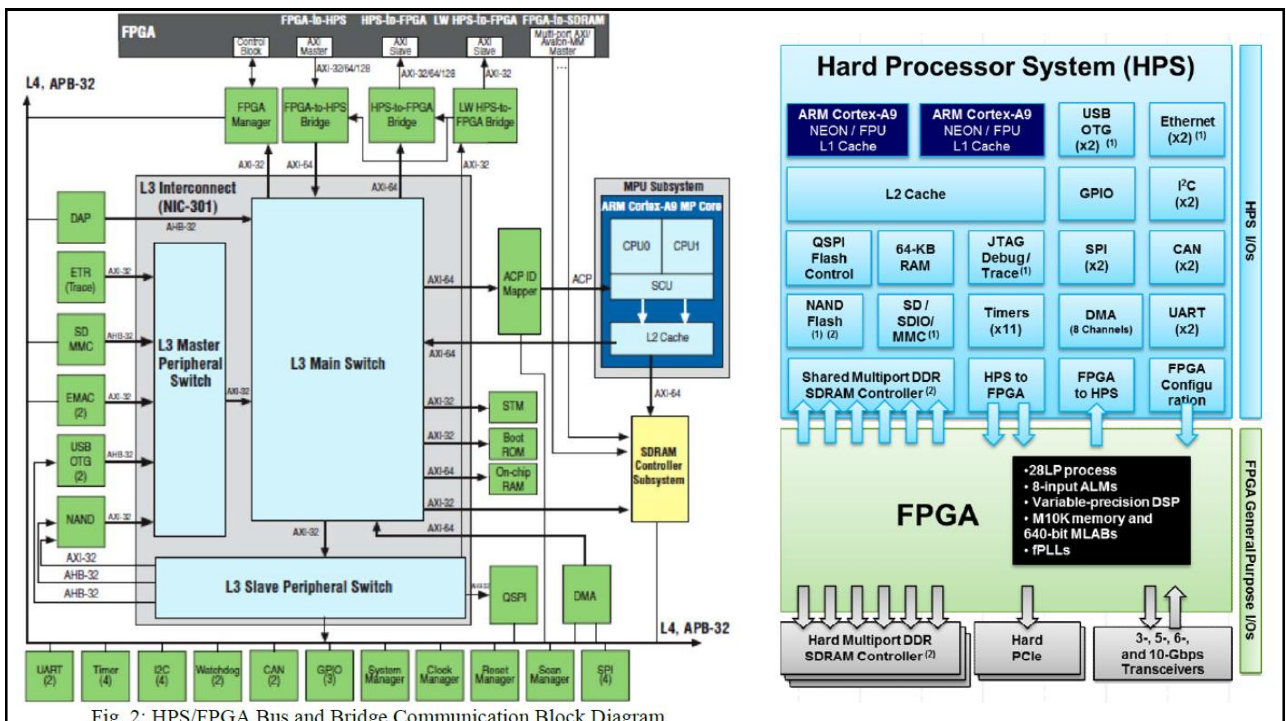 FPGA-to-HPS HPS-to-FPGA LW HPS-to-FPGA FPGA-to-SDRAM
FPGA
Control
Block
AXI
Master
AXI
Slave
AXI
Slave
Multi-port AXI/
Avalon-MM
Master
AXI-32/64/128
AXI-32/64/128
AXI-32
L4, APB-32
FPGA
Manager
FPGA-to-HPS
Bridge
HPS-to-FPGA
Bridge
LW HPS-to-
FPGA Bridge
AXI-32
AXI-64
AXI-64
AXI-32
L3 Interconnect
(NIC-301)
DAP
AHB-32
ETR
(Trace)
AXI-32
SD
MMC
AHB-32
EMAC
(2)
AXI-32
USB
OTG
(2)
AHB-32
NAND
AXI-32
L3 Master
Peripheral
Switch
AXI-32
L3 Main Switch
AXI-64
ACP ID
Mapper
ACP
MPU Subsystem
ARM Cortex-A9 MP Core
CPU0
CPU1
SCU
L2 Cache
AXI-64
AXI-64
AXI-32
STM
AXI-32
Boot
ROM
AXI-64
On-chip
RAM
AXI-32
SDRAM
Controller
Subsystem
AXI-32
AXI-64
AXI-32
AHB-32
AHB-32
L3 Slave Peripheral Switch
AHB-32
QSPI
DMA
L4, APB-32
UART
(2)
Timer
(4)
I2C
(4)
Watchdog
(2)
CAN
(2)
GPIO
(3)
System
Manager
Clock
Manager
Reset
Manager
Scan
Manager
SPI
(4)
Fig. 2: HPS/FPGA Bus and Bridge Communication Block Diagram
Hard Processor System (HPS)
ARM Cortex-A9
NEON / FPU
L1 Cache
ARM Cortex-A9
NEON / FPU
L1 Cache
USB
OTG
(x2) (1)
Ethernet
(x2) (1)
L2 Cache
GPIO
I²C
(x2)
QSPI
Flash
Control
64-KB
RAM
JTAG
Debug/
Trace(1)
SPI
(x2)
CAN
(x2)
NAND
Flash
(1) (2)
SD /
SDIO/
MMC(1)
Timers
(x11)
DMA
(8 Channels)
UART
(x2)
Shared Multiport DDR
SDRAM Controller(2)
HPS to
FPGA
FPGA
to HPS
FPGA
Configu
ration
HPS I/Os
FPGA
•28LP process
• 8-input ALMs
• Variable-precision DSP
• M10K memory and
640-bit MLABs
• fPLLs
FPGA General Purpose I/Os
Hard Multiport DDR
SDRAM Controller(2)
Hard
PCIe
3-, 5-, 6-,
and 10-Gbps
Transceivers